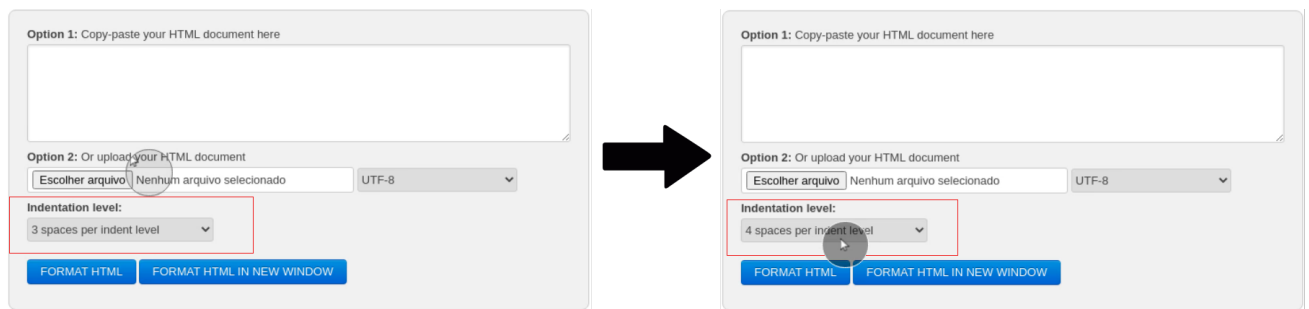 Option 1: Copy-paste your HTML document here
Option 2: Or upload your HTML document
Escolher arquivo Nenhum arquivo selecionado UTF-8
Indentation level:
3 spaces per indent level
FORMAT HTML FORMAT HTML IN NEW WINDOW
Option 1: Copy-paste your HTML document here
Option 2: Or upload your HTML document
Escolher arquivo Nenhum arquivo selecionado UTF-8
Indentation level:
4 spaces per indent level
FORMAT HTML FORMAT HTML IN NEW WINDOW